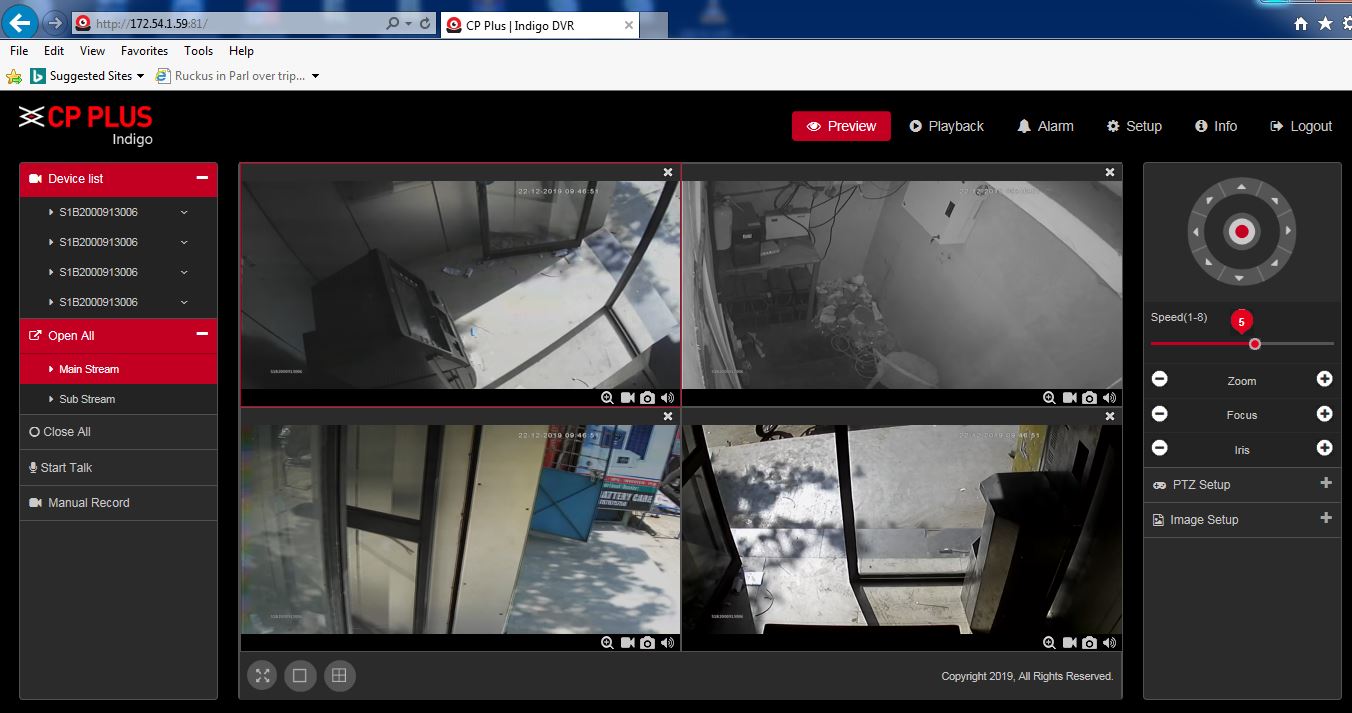 http://172.54.1.59:81/
CP Plus | Indigo DVR
File Edit View Favorites Tools Help
Suggested Sites
Ruckus in Parl over trip...
CP PLUS
Indigo
Preview
Playback
Alarm
Setup
Info
Logout
Device list
S1B2000913006
S1B2000913006
S1B2000913006
S1B2000913006
Open All
Main Stream
Sub Stream
Close All
Start Talk
Manual Record
22-12-2019 09:46:51
S1B2000913006
22-12-2019 09:46:51
S1B2000913006
22-12-2019 09:46:51
BATTERY CARE
S1B2000913006
22-12-2019 09:46:51
S1B2000913006
Copyright 2019, All Rights Reserved.
Speed(1-8)
5
Zoom
Focus
Iris
PTZ Setup
Image Setup